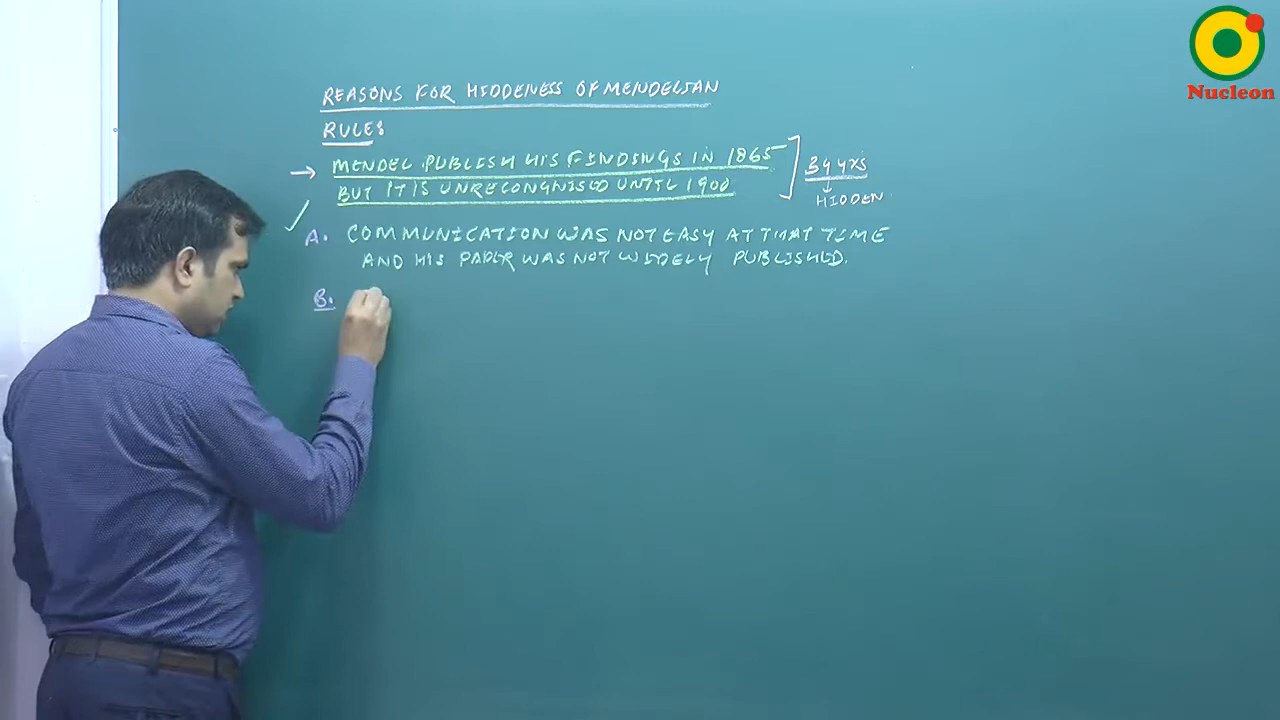 REASONS FOR HIDDENESS OF MENDELIAN
RULES
→ MENDEL PUBLISH HIS FINDINGS IN 1865
BUT IT IS UNRECONGNISED UNTIL 1900
34 yrs
↓
HIDDEN
A. COMMUNICATION WAS NOT EASY AT THAT TIME
AND HIS PAPER WAS NOT WIDELY PUBLISHED.
B.
Nucleon